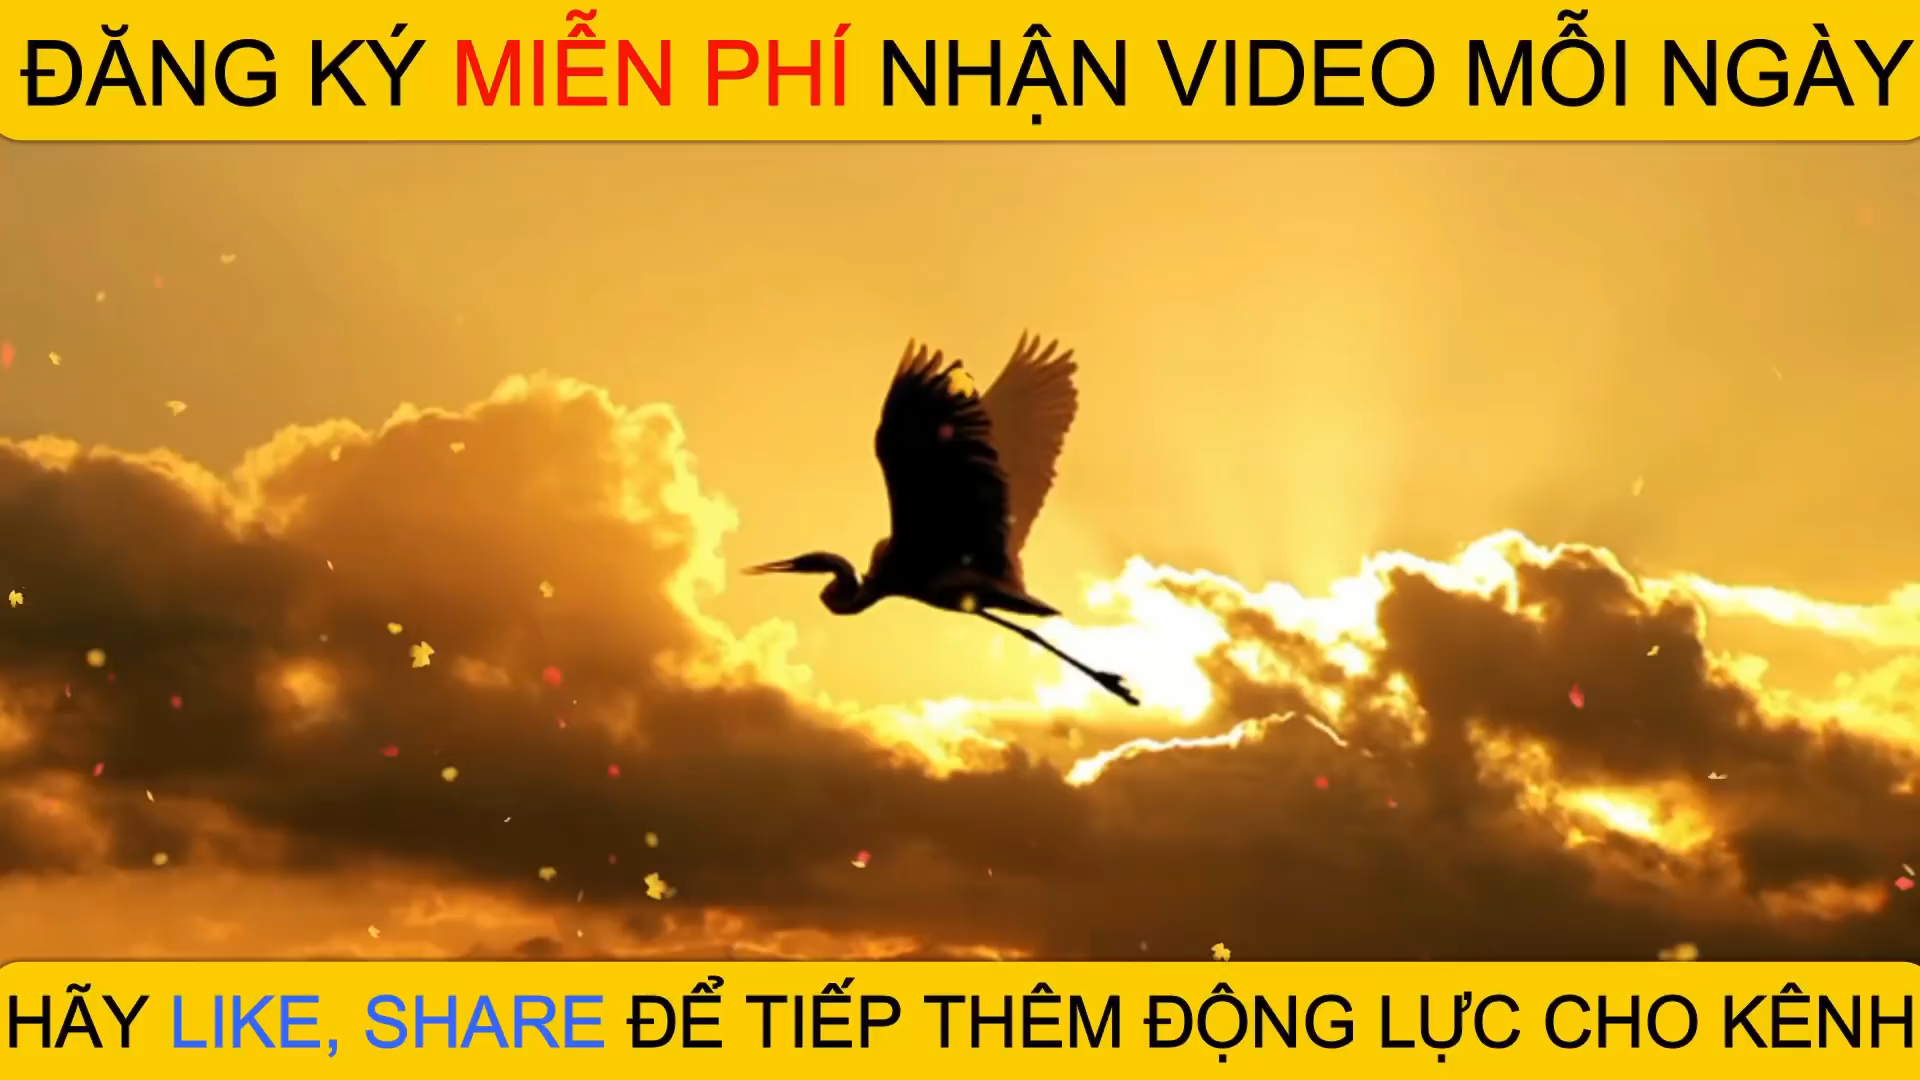 ĐĂNG KÝ MIỄN PHÍ NHẬN VIDEO MỖI NGÀY
HÃY LIKE, SHARE ĐỂ TIẾP THÊM ĐỘNG LỰC CHO KÊNH